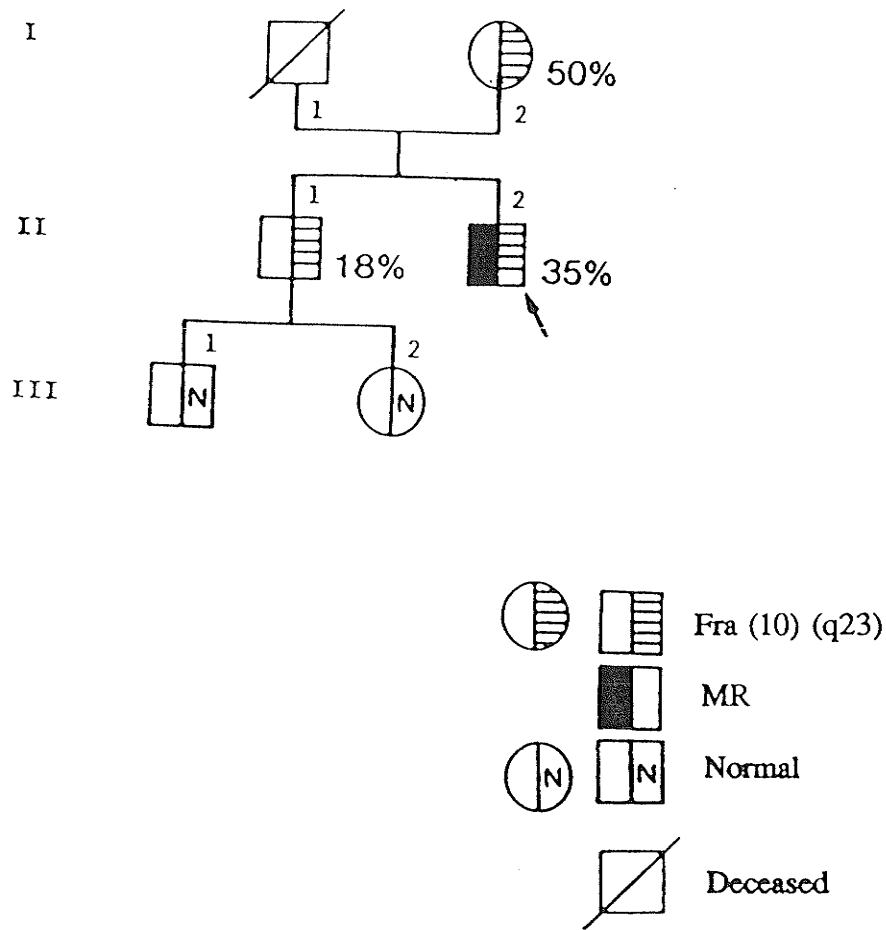 I
50%
1 2
1 2
II
18% 35%
1 2
III
N N
Fra (10) (q23)
MR
N N Normal
Deceased